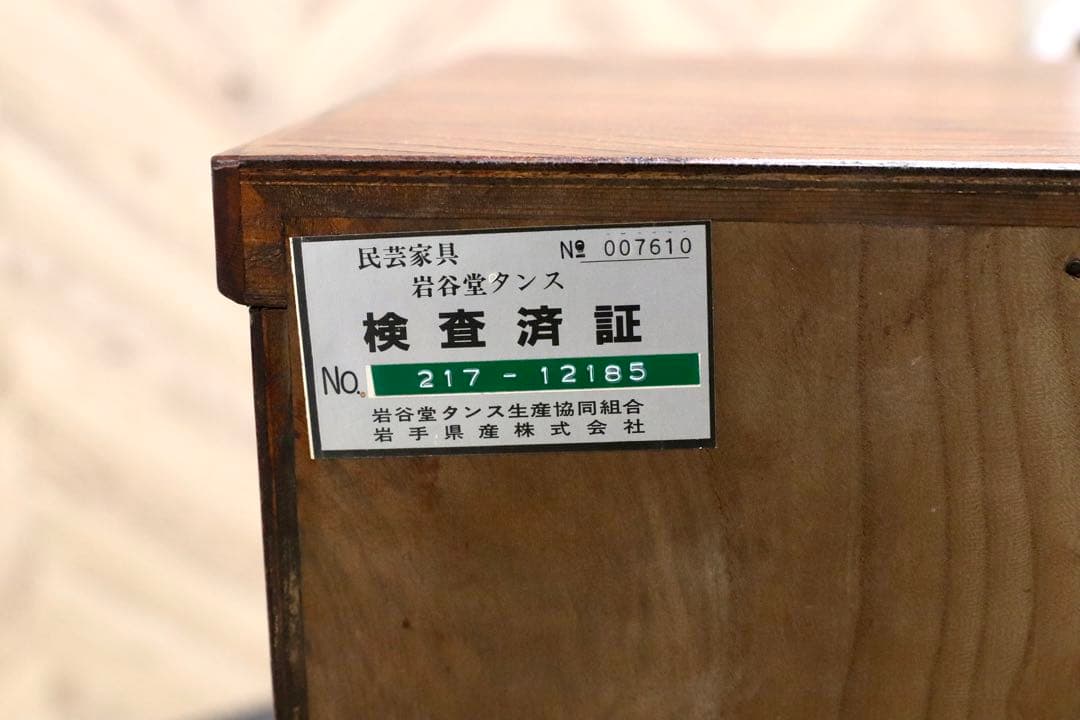 民芸家具 № 007610
岩谷堂タンス
検査済証
No. 217-12185
岩谷堂タンス生産協同組合
岩手県産株式会社